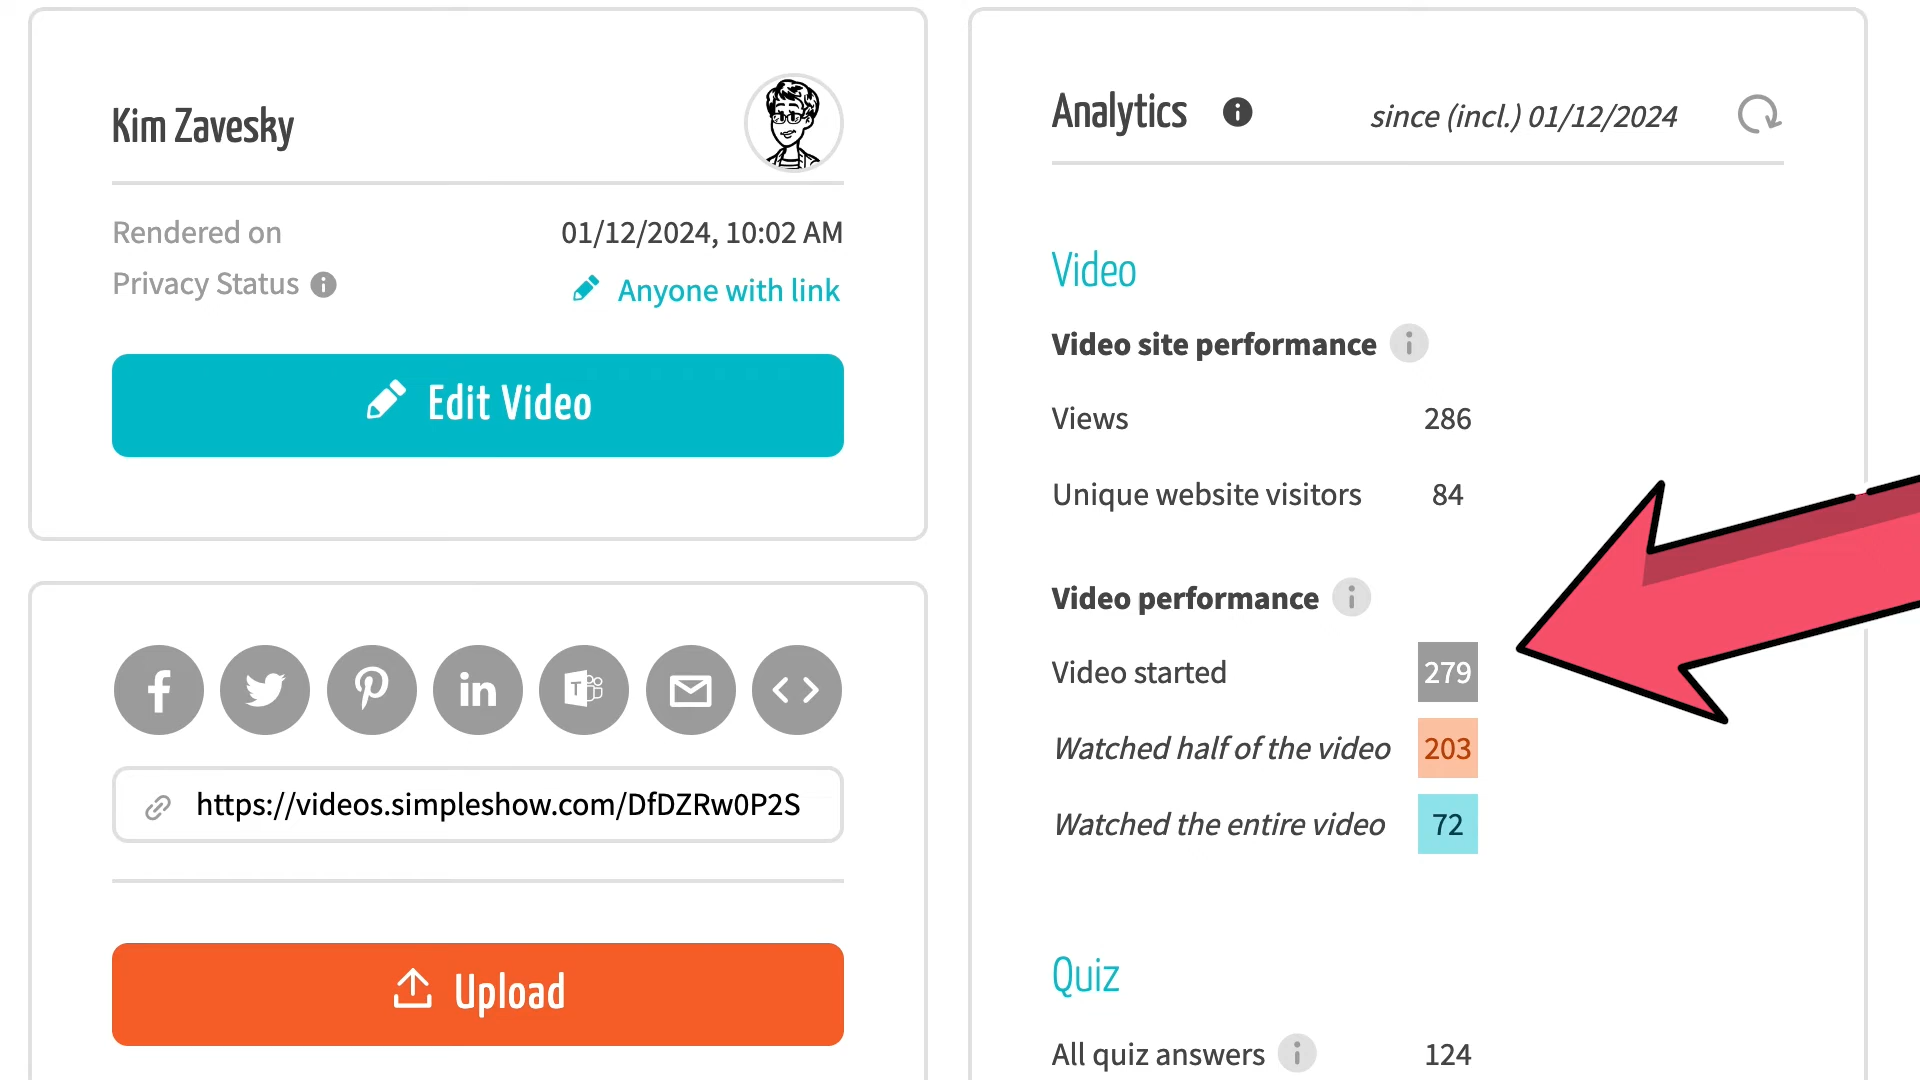 Kim Zavesky
Rendered on 01/12/2024, 10:02 AM
Privacy Status Anyone with link
Edit Video
https://videos.simpleshow.com/DfDZRw0P2S
Upload
Analytics since (incl.) 01/12/2024
Video
Video site performance
Views 286
Unique website visitors 84
Video performance
Video started 279
Watched half of the video 203
Watched the entire video 72
Quiz
All quiz answers 124